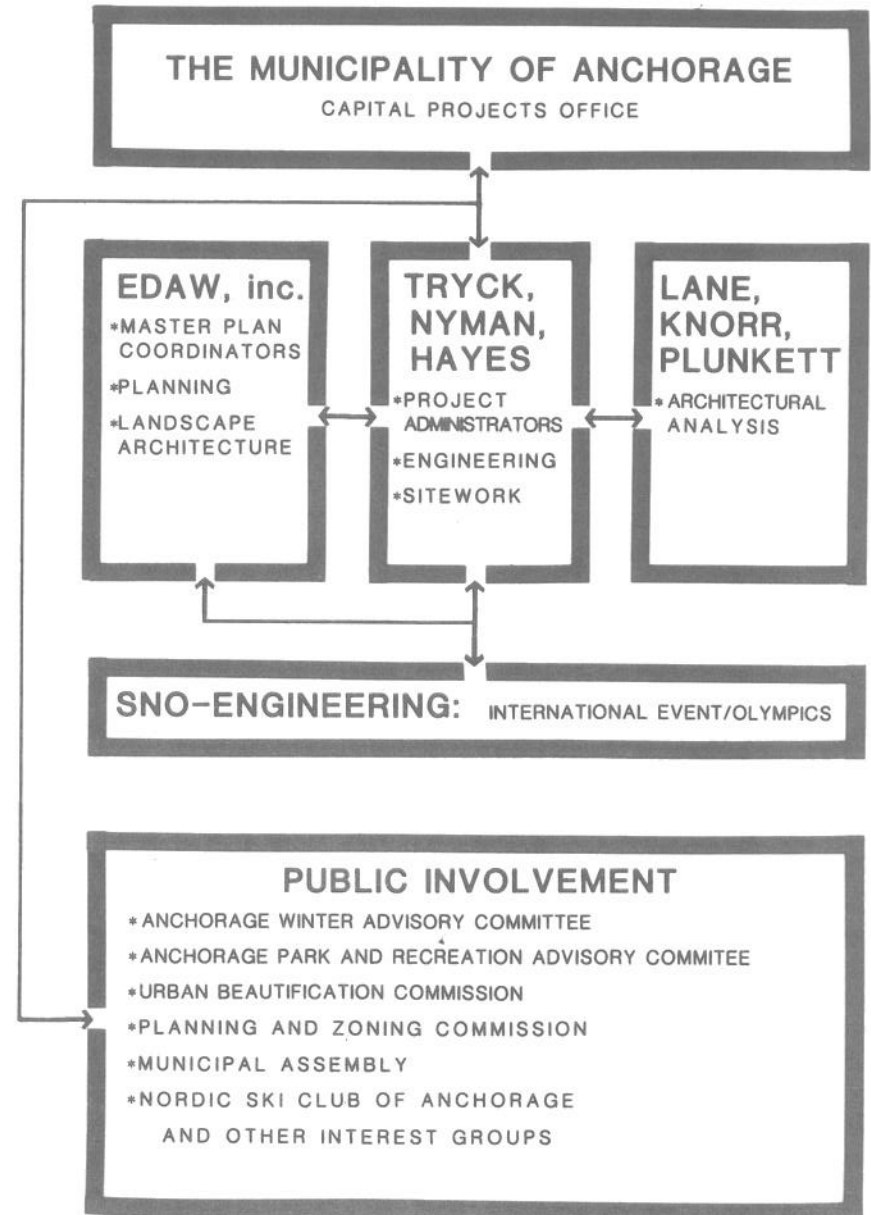 THE MUNICIPALITY OF ANCHORAGE
CAPITAL PROJECTS OFFICE
EDAW, inc.
*MASTER PLAN
COORDINATORS
*PLANNING
*LANDSCAPE
ARCHITECTURE
TRYCK,
NYMAN,
HAYES
*PROJECT
ADMINISTRATORS
*ENGINEERING
*SITEWORK
LANE,
KNORR,
PLUNKETT
* ARCHITECTURAL
ANALYSIS
SNO-ENGINEERING: INTERNATIONAL EVENT/OLYMPICS
PUBLIC INVOLVEMENT
* ANCHORAGE WINTER ADVISORY COMMITTEE
*ANCHORAGE PARK AND RECREATION ADVISORY COMMITEE
*URBAN BEAUTIFICATION COMMISSION
*PLANNING AND ZONING COMMISSION
*MUNICIPAL ASSEMBLY
*NORDIC SKI CLUB OF ANCHORAGE
AND OTHER INTEREST GROUPS